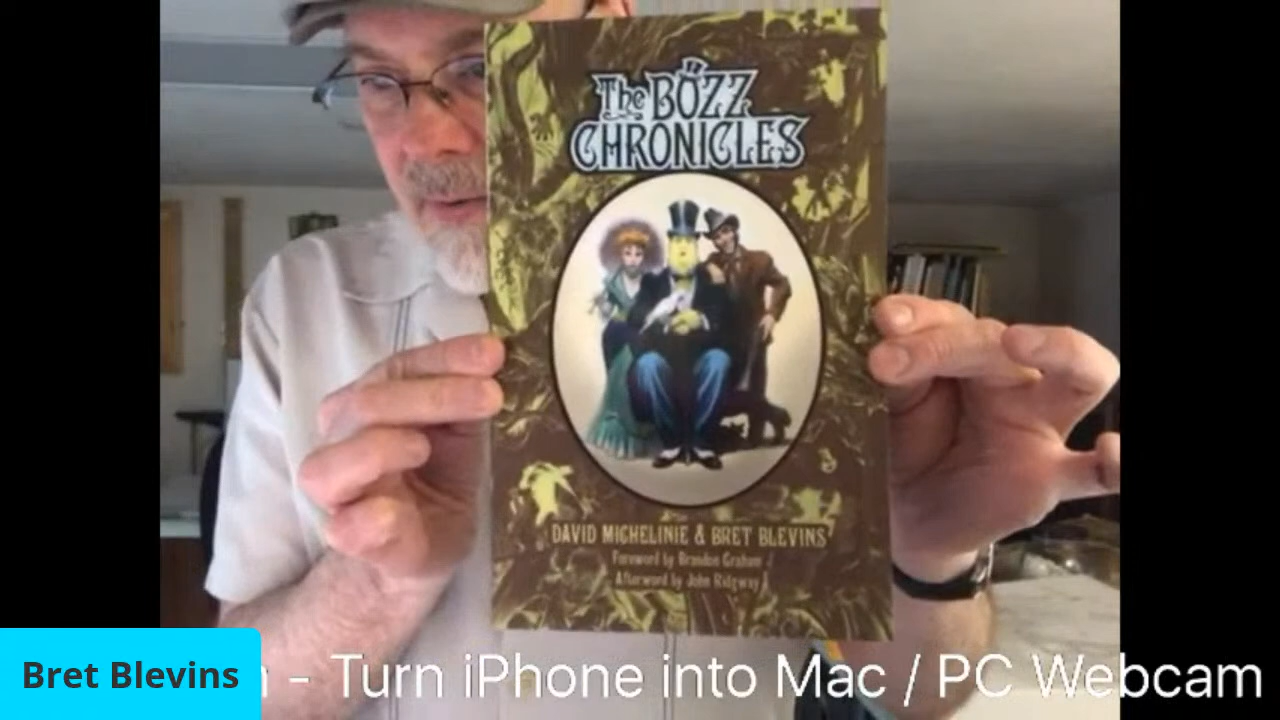 The BOZZ
CHRONICLES
DAVID MICHELINIE & BRET BLEVINS
Foreword by Brandon Graham
Afterword by John Ridgway
Bret Blevins
- Turn iPhone into Mac / PC Webcam